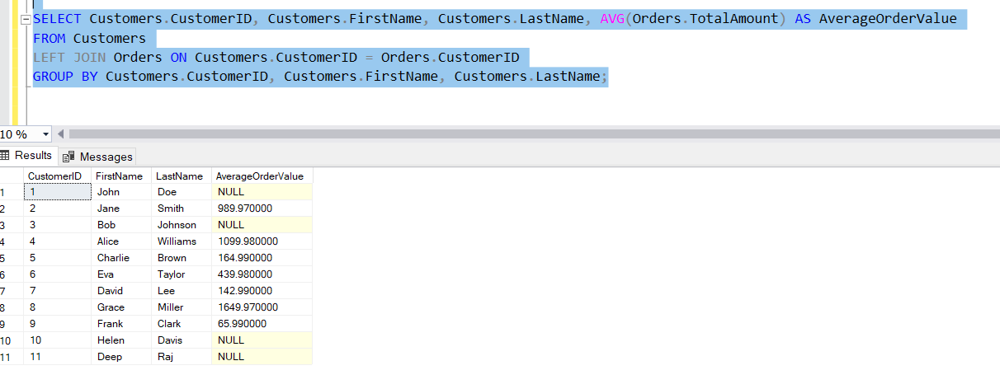 SELECT Customers.CustomerID, Customers.FirstName, Customers.LastName, AVG(Orders.TotalAmount) AS AverageOrderValue
FROM Customers
LEFT JOIN Orders ON Customers.CustomerID = Orders.CustomerID
GROUP BY Customers.CustomerID, Customers.FirstName, Customers.LastName;
10 %
Results Messages
CustomerID FirstName LastName AverageOrderValue
1 1 John Doe NULL
2 2 Jane Smith 989.970000
3 3 Bob Johnson NULL
4 4 Alice Williams 1099.980000
5 5 Charlie Brown 164.990000
6 6 Eva Taylor 439.980000
7 7 David Lee 142.990000
8 8 Grace Miller 1649.970000
9 9 Frank Clark 65.990000
10 10 Helen Davis NULL
11 11 Deep Raj NULL